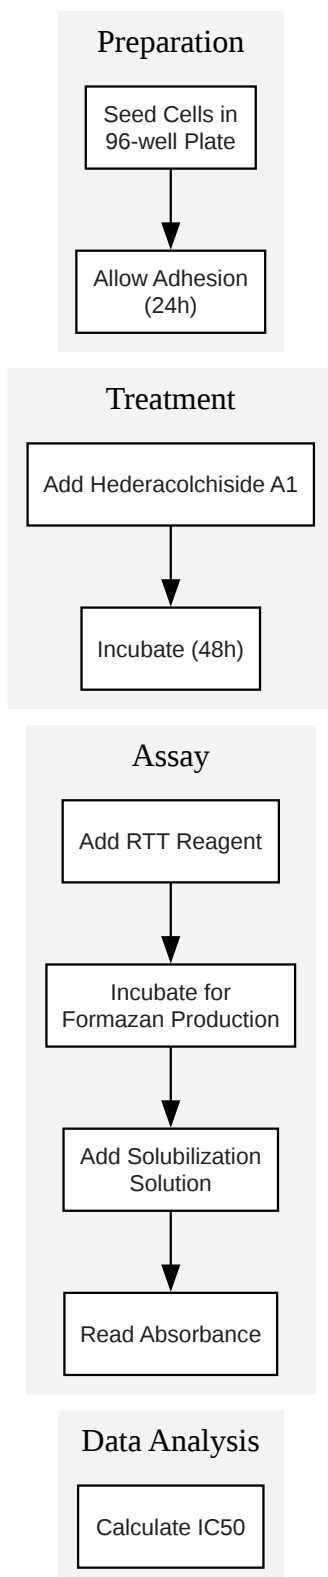 Preparation
Seed Cells in
96-well Plate
Allow Adhesion
(24h)
Treatment
Add Hederacolchiside A1
Incubate (48h)
Assay
Add RTT Reagent
Incubate for
Formazan Production
Add Solubilization
Solution
Read Absorbance
Data Analysis
Calculate IC50